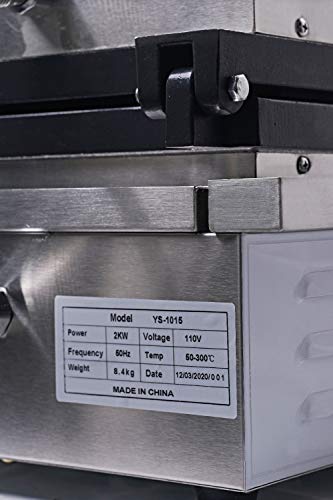 Model YS-1015
Power 2KW Voltage 110V
Frequency 50Hz Temp 50-300℃
Weight 8.4kg Date 12/03/2020/001
MADE IN CHINA